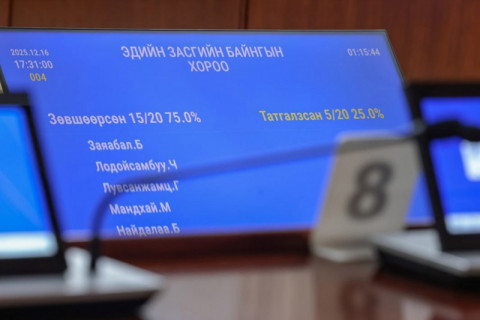 2025.12.16
17:31:00
004
ЭДИЙН ЗАСГИЙН БАЙНГЫН
ХОРОО
01:15:44
Зөвшөөрсөн 15/20 75.0%
Татгалзсан 5/20 25.0%
Заяабал.Б
Лодойсамбуу.Ч
Лувсанжамц.Г
Мандхай.М
Найдалаа.Б
8